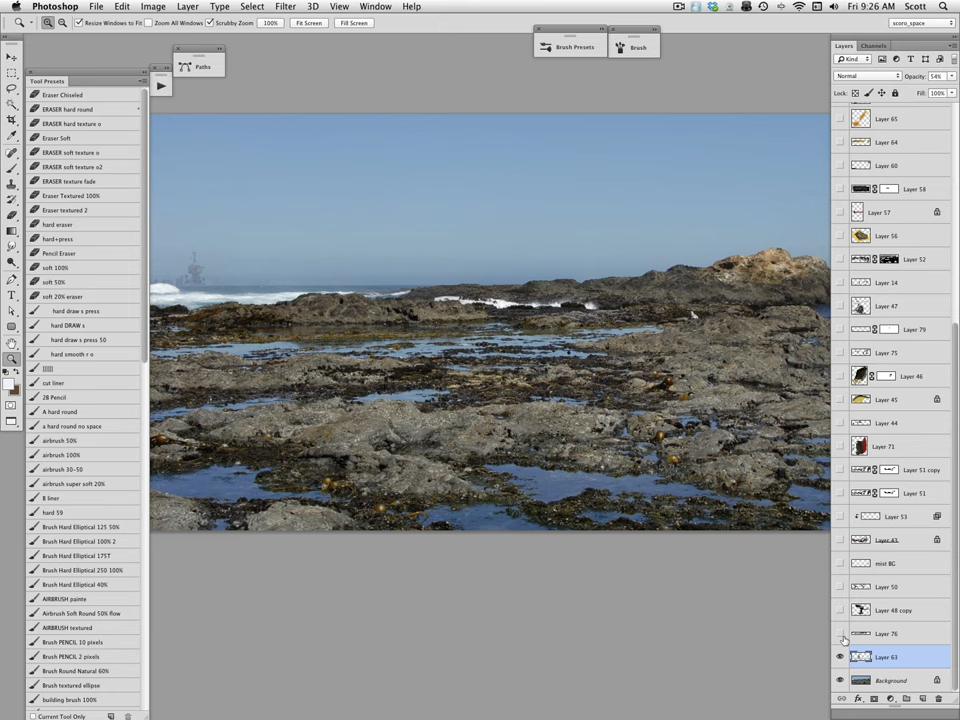 Photoshop File Edit Image Layer Type Select Filter 3D View Window Help Fri 9:26 AM Scott
Resize Windows to Fit Zoom All Windows Scrubby Zoom 100% Fit Screen Fill Screen scoro_space
Brush Presets Brush
Paths
Layers Channels
Kind
Normal Opacity: 54%
Lock: Fill: 100%
Tool Presets
Eraser Chiseled
ERASER hard round
ERASER hard texture o
Eraser Soft
ERASER soft texture o
ERASER soft texture o2
ERASER texture fade
Eraser Textured 100%
Eraser textured 2
hard eraser
hard+press
Pencil Eraser
soft 100%
soft 50%
soft 20% eraser
hard draw s press
hard DRAW s
hard draw s press 50
hard smooth r o
cut liner
28 Pencil
A hard round
a hard round no space
airbrush 50%
airbrush 100%
airbrush 30-50
airbrush super soft 20%
B liner
hard 59
Brush Hard Elliptical 125 50%
Brush Hard Elliptical 100% 2
Brush Hard Elliptical 175T
Brush Hard Elliptical 250 100%
Brush Hard Elliptical 40%
AIRBRUSH painte
Airbrush Soft Round 50% flow
AIRBRUSH textured
Brush PENCIL 10 pixels
Brush PENCIL 2 pixels
Brush Round Natural 60%
Brush textured ellipse
building brush 100%
Current Tool Only
Layer 65
Layer 64
Layer 60
Layer 58
Layer 57
Layer 56
Layer 52
Layer 14
Layer 47
Layer 79
Layer 75
Layer 46
Layer 45
Layer 44
Layer 71
Layer 51 copy
Layer 51
Layer 53
Layer 43
mist BG
Layer 50
Layer 48 copy
Layer 76
Layer 63
Background